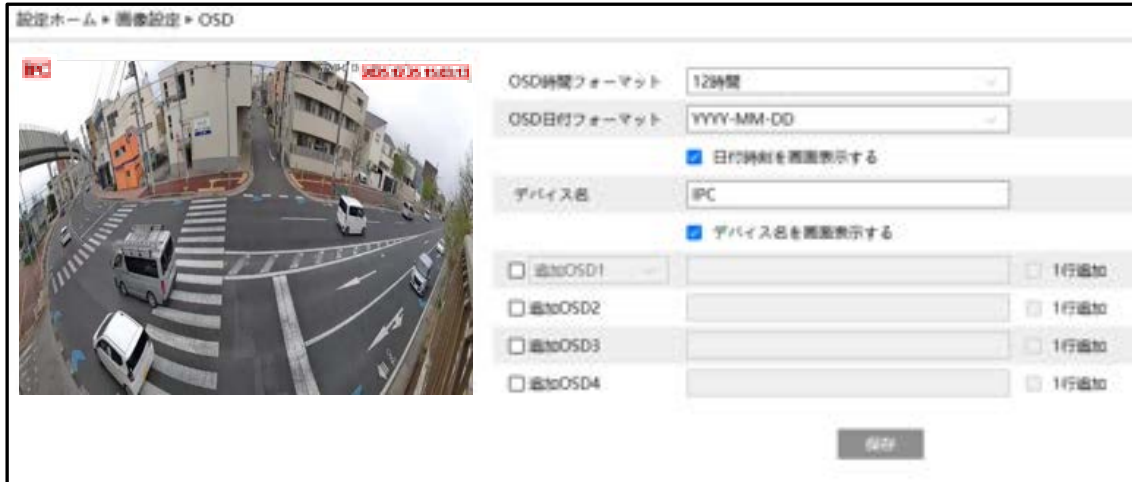 設定ホーム ▸ 画像設定 ▸ OSD
IPC
OSD時間フォーマット 12時間
OSD日付フォーマット YYYY-MM-DD
日付時刻を画面表示する
デバイス名 IPC
デバイス名を画面表示する
追加OSD1 1行追加
追加OSD2 1行追加
追加OSD3 1行追加
追加OSD4 1行追加
保存